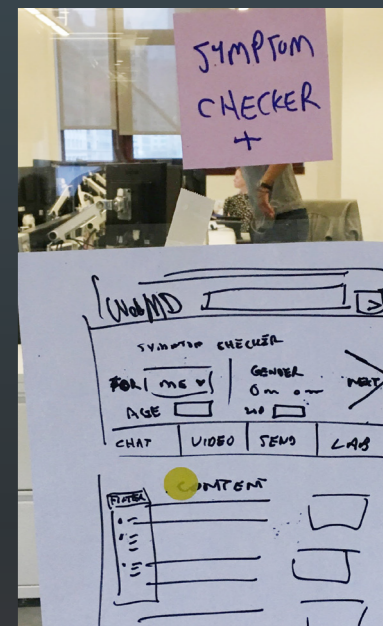 SYMPTOM
CHECKER
+
WebMD
SYMPTOM CHECKER
FOR ME
GENDER
NEXT
AGE
CHAT VIDEO SEND LAB
CONTENT
FILTER